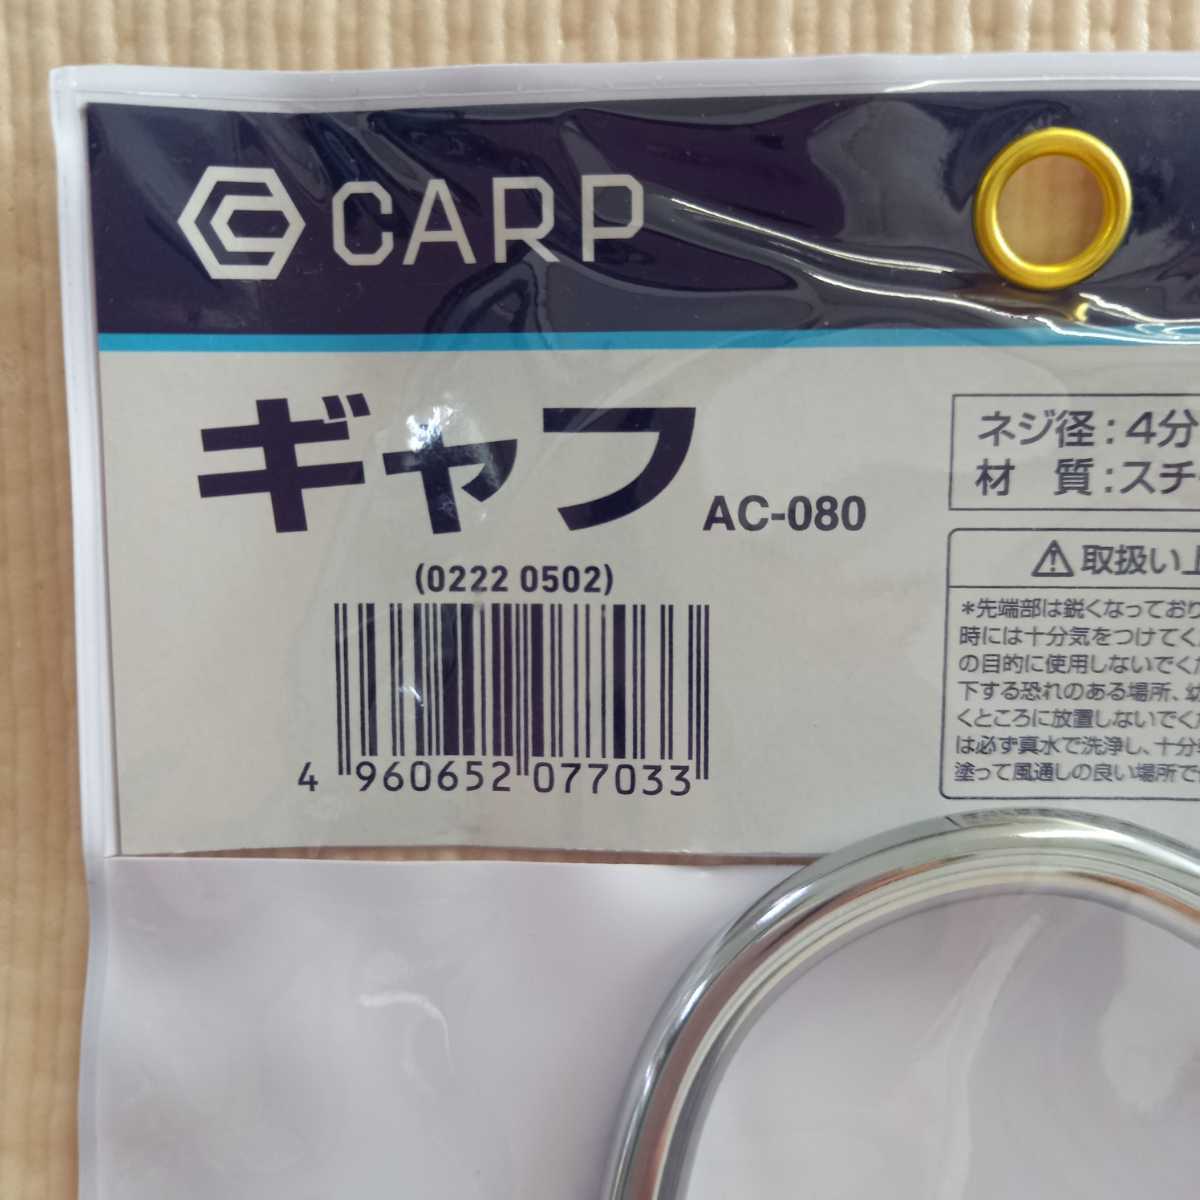 CARP
ギャフ AC-080
(0222 0502)
4 960652 077033
ネジ径:4分
材 質:スチ
⚠取扱い上
*先端部は鋭くなっており
時には十分気をつけてく
の目的に使用しないでくだ
下する恐れのある場所、幼
くところに放置しないでくだ
は必ず真水で洗浄し、十分
塗って風通しの良い場所で